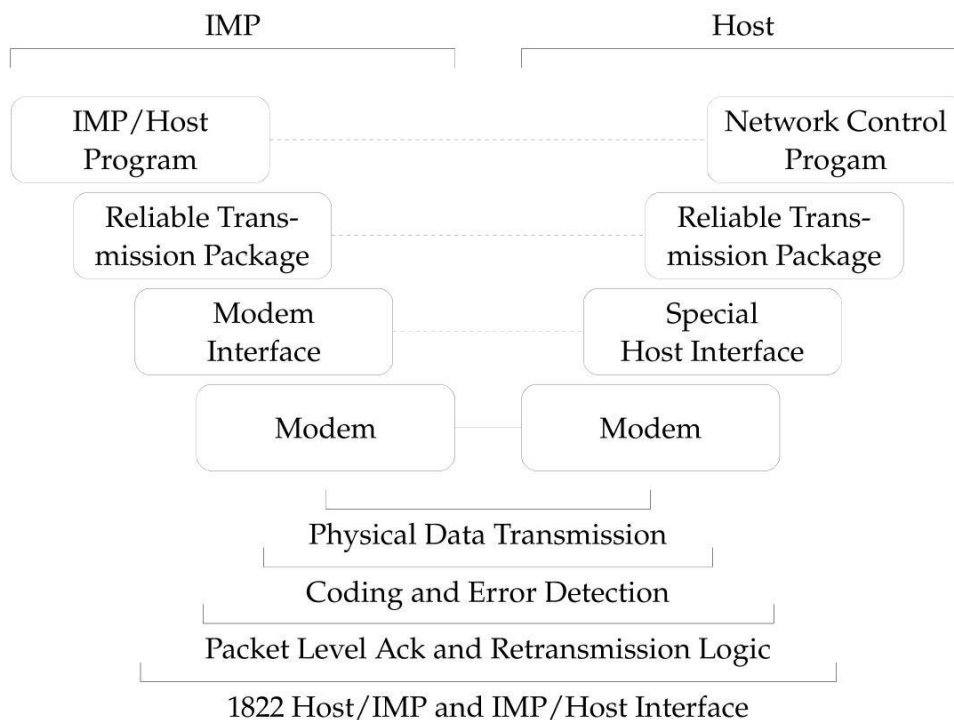 IMP
Host
IMP/Host
Program
Network Control
Progam
Reliable Trans-
mission Package
Reliable Trans-
mission Package
Modem
Interface
Special
Host Interface
Modem
Modem
Physical Data Transmission
Coding and Error Detection
Packet Level Ack and Retransmission Logic
1822 Host/IMP and IMP/Host Interface